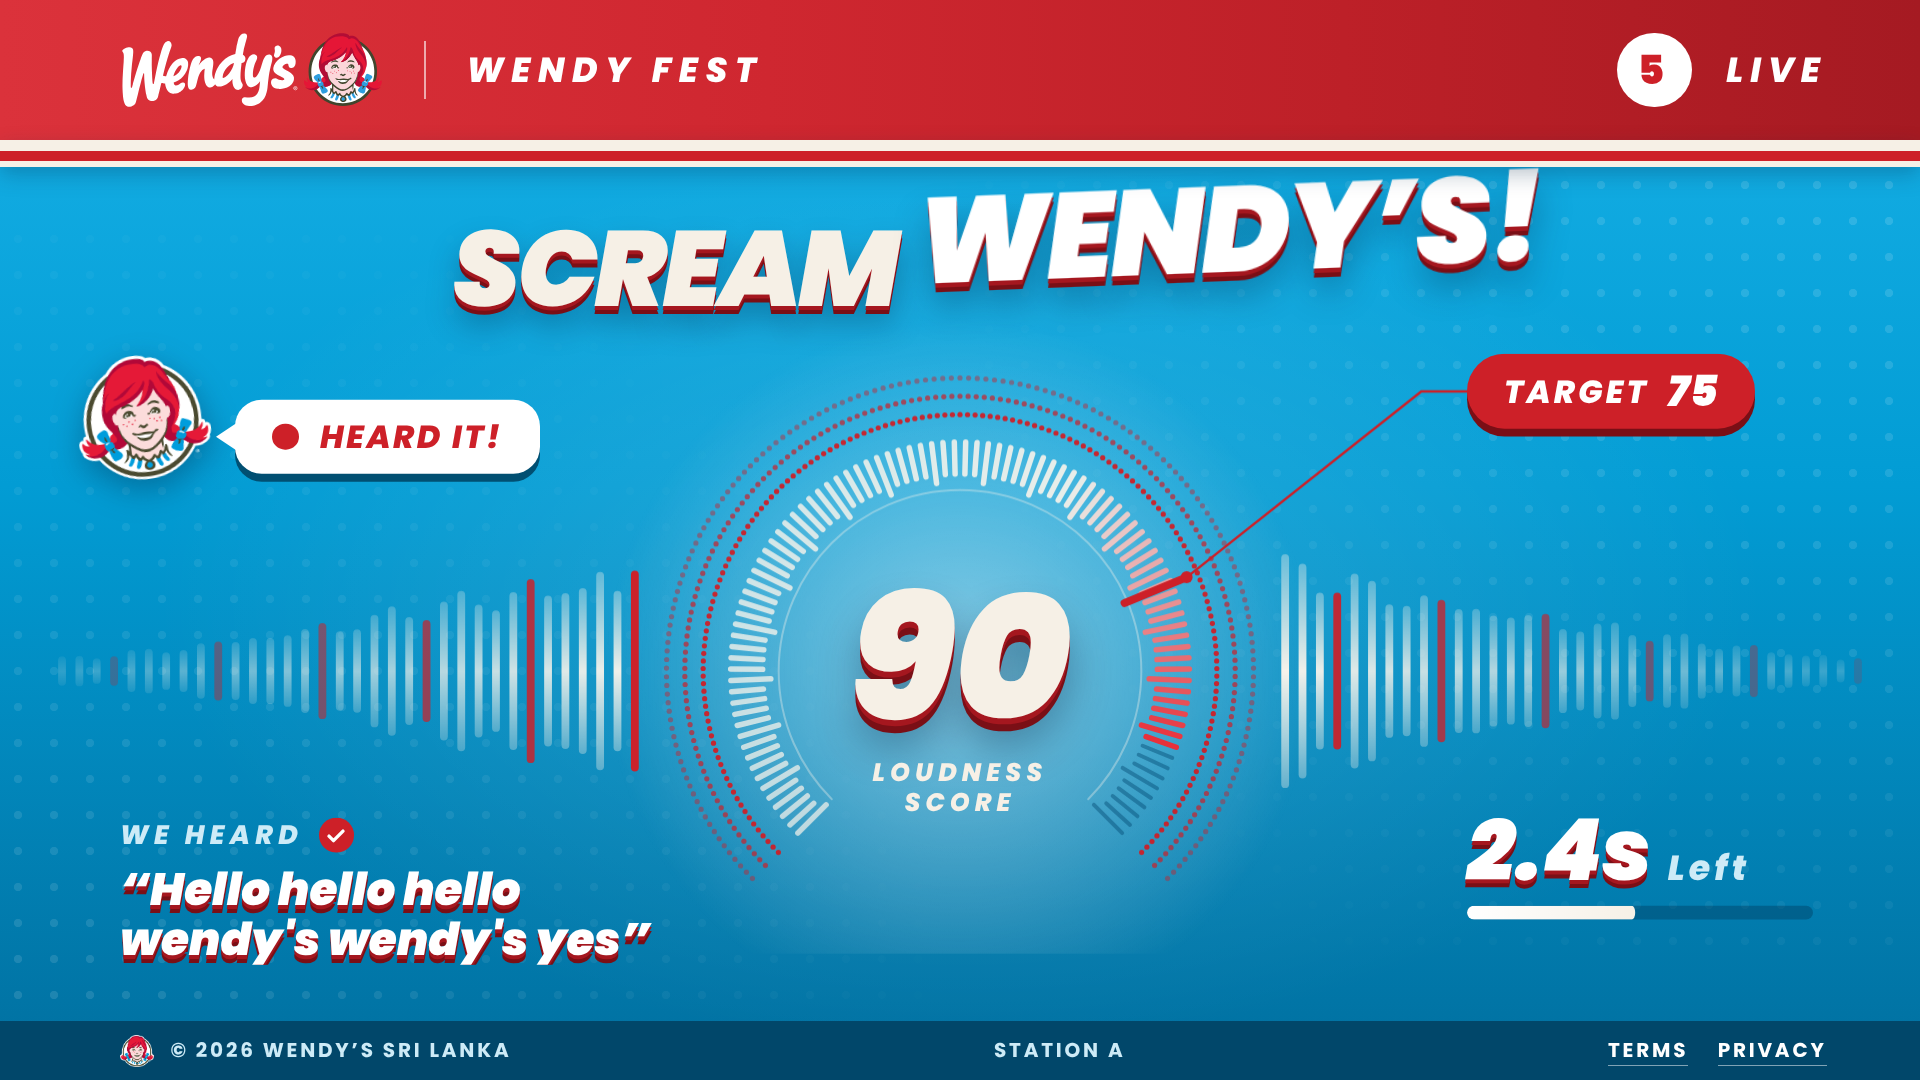 Wendy's
WENDY FEST
5 LIVE
SCREAM WENDY’S!
HEARD IT!
TARGET 75
90
LOUDNESS
SCORE
WE HEARD
“Hello hello hello
wendy's wendy's yes”
2.4s Left
© 2026 WENDY’S SRI LANKA
STATION A
TERMS PRIVACY